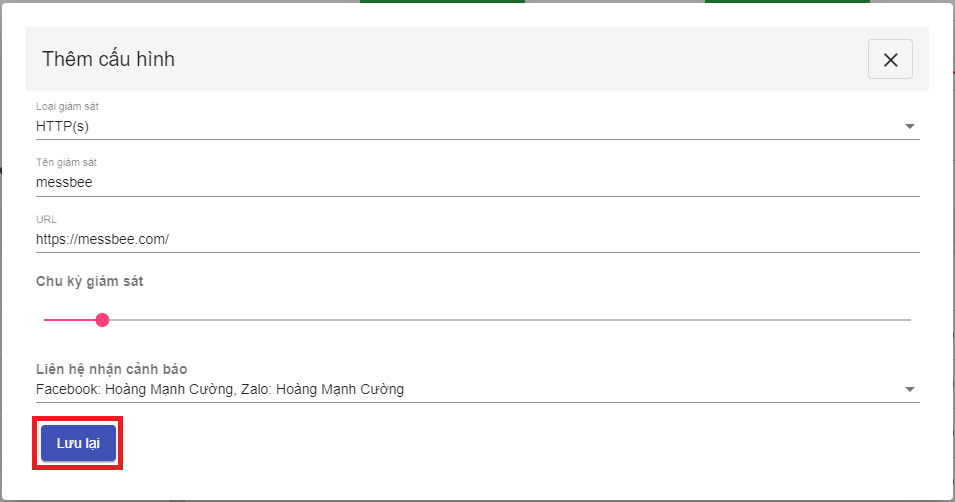 Thêm cấu hình
Loại giám sát
HTTP(s)
Tên giám sát
messbee
URL
https://messbee.com/
Chu kỳ giám sát
Liên hệ nhận cảnh báo
Facebook: Hoàng Mạnh Cường, Zalo: Hoàng Mạnh Cường
Lưu lại